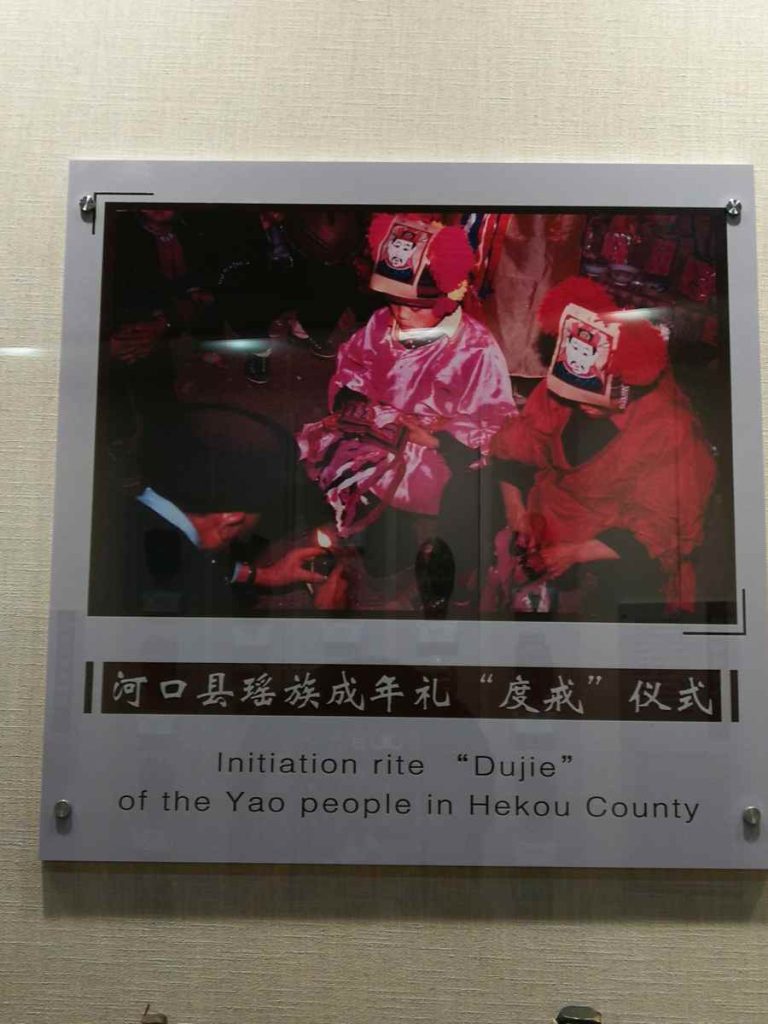 河口县瑶族成年礼“度戒”仪式
Initiation rite “Dujie”
of the Yao people in Hekou County